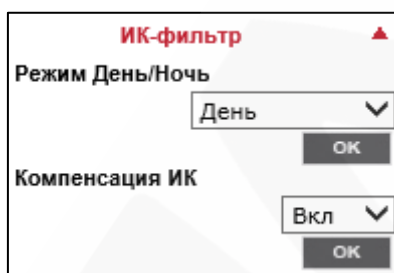 ИК-фильтр
Режим День/Ночь
День
ОК
Компенсация ИК
Вкл
ОК